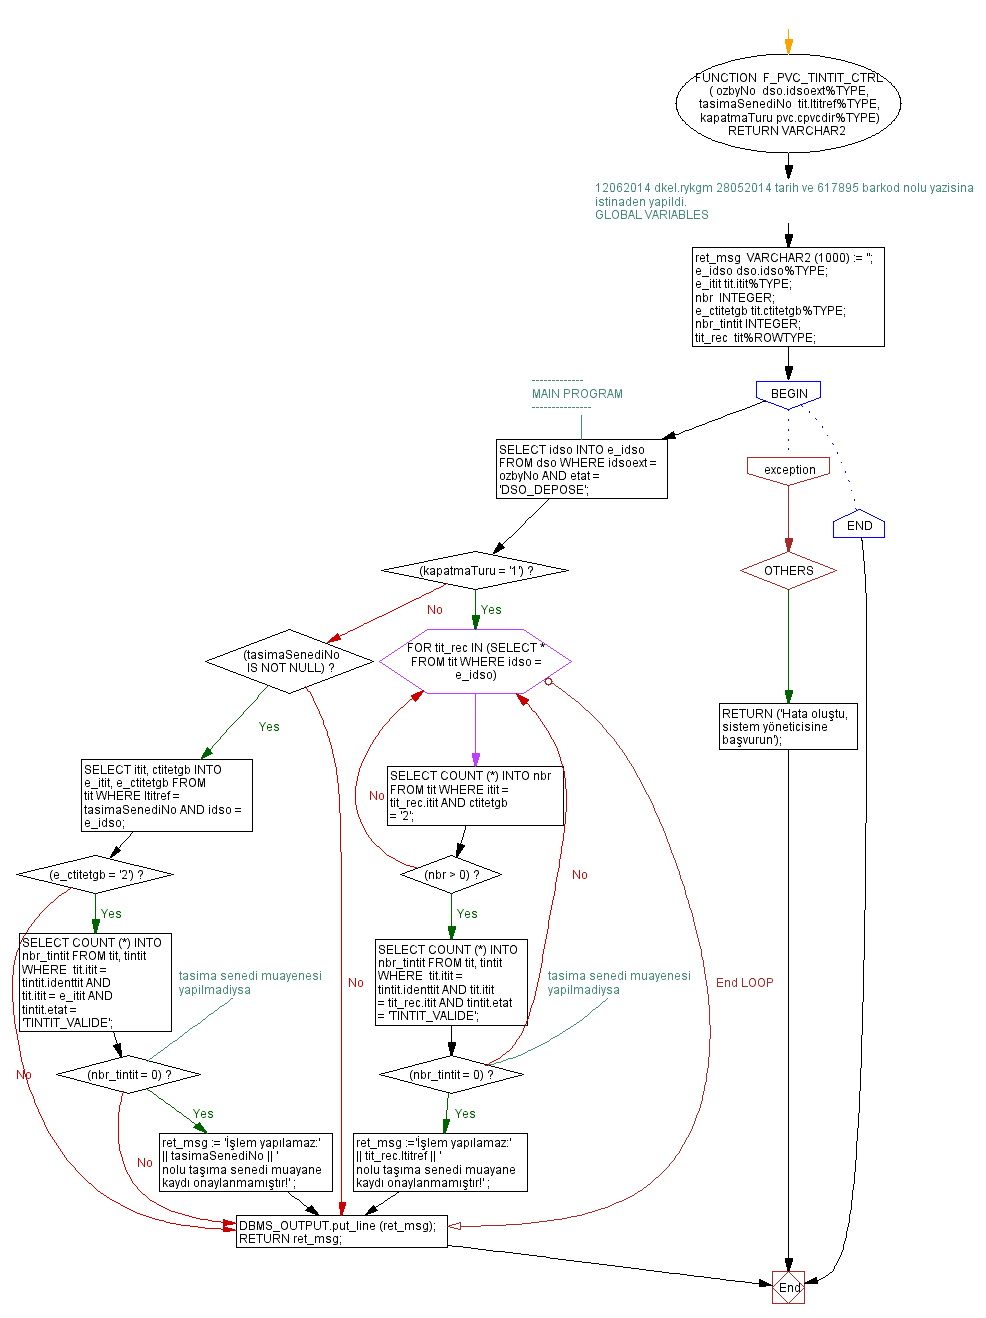 FUNCTION  F_PVC_TINTIT_CTRL
( ozbyNo  dso.idsoext%TYPE,
tasimaSenediNo  tit.ltitref%TYPE,
kapatmaTuru pvc.cpvcdir%TYPE)
RETURN VARCHAR2
12062014 dkel.rykgm 28052014 tarih ve 617895 barkod nolu yazisina
istinaden yapildi.
GLOBAL VARIABLES
ret_msg  VARCHAR2 (1000) := '';
e_idso dso.idso%TYPE;
e_itit tit.itit%TYPE;
nbr  INTEGER;
e_ctitetgb tit.ctitetgb%TYPE;
nbr_tintit INTEGER;
tit_rec  tit%ROWTYPE;
BEGIN
-------------
MAIN PROGRAM
---------------
SELECT idso INTO e_idso
FROM dso WHERE idsoext =
ozbyNo AND etat =
'DSO_DEPOSE';
exception
END
(kapatmaTuru = '1') ?
OTHERS
No
Yes
(tasimaSenediNo
IS NOT NULL) ?
FOR tit_rec IN (SELECT *
FROM tit WHERE idso =
e_idso)
Yes
RETURN ('Hata oluştu,
sistem yöneticisine
başvurun');
SELECT itit, ctitetgb INTO
e_itit, e_ctitetgb FROM
tit WHERE ltitref =
tasimaSenediNo AND idso =
e_idso;
SELECT COUNT (*) INTO nbr
FROM tit WHERE itit =
tit_rec.itit AND ctitetgb
= '2';
No
(e_ctitetgb = '2') ?
(nbr > 0) ?
No
Yes
Yes
SELECT COUNT (*) INTO
nbr_tintit FROM tit, tintit
WHERE  tit.itit =
tintit.identtit AND
tit.itit = e_itit AND
tintit.etat =
'TINTIT_VALIDE';
tasima senedi muayenesi
yapilmadiysa
No
SELECT COUNT (*) INTO
nbr_tintit FROM tit, tintit
WHERE  tit.itit =
tintit.identtit AND tit.itit
= tit_rec.itit AND tintit.etat
= 'TINTIT_VALIDE';
tasima senedi muayenesi
yapilmadiysa
End LOOP
No
(nbr_tintit = 0) ?
(nbr_tintit = 0) ?
Yes
Yes
No
ret_msg := 'İşlem yapılamaz:'
|| tasimaSenediNo || '
nolu taşıma senedi muayane
kaydı onaylanmamıştır!' ;
ret_msg :='İşlem yapılamaz:'
|| tit_rec.ltitref || '
nolu taşıma senedi muayane
kaydı onaylanmamıştır!' ;
DBMS_OUTPUT.put_line (ret_msg);
RETURN ret_msg;
End